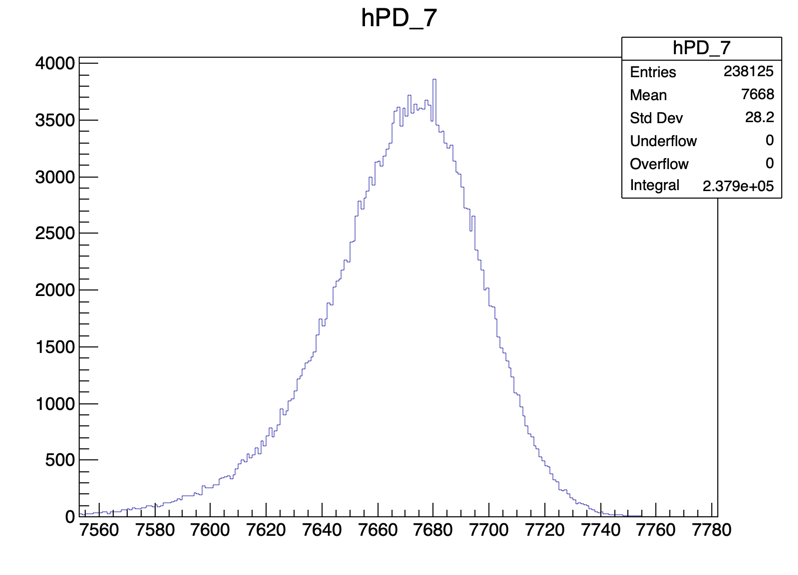 hPD_7
hPD_7
Entries 238125
Mean 7668
Std Dev 28.2
Underflow 0
Overflow 0
Integral 2.379e+05
4000
3500
3000
2500
2000
1500
1000
500
0
7560 7580 7600 7620 7640 7660 7680 7700 7720 7740 7760 7780